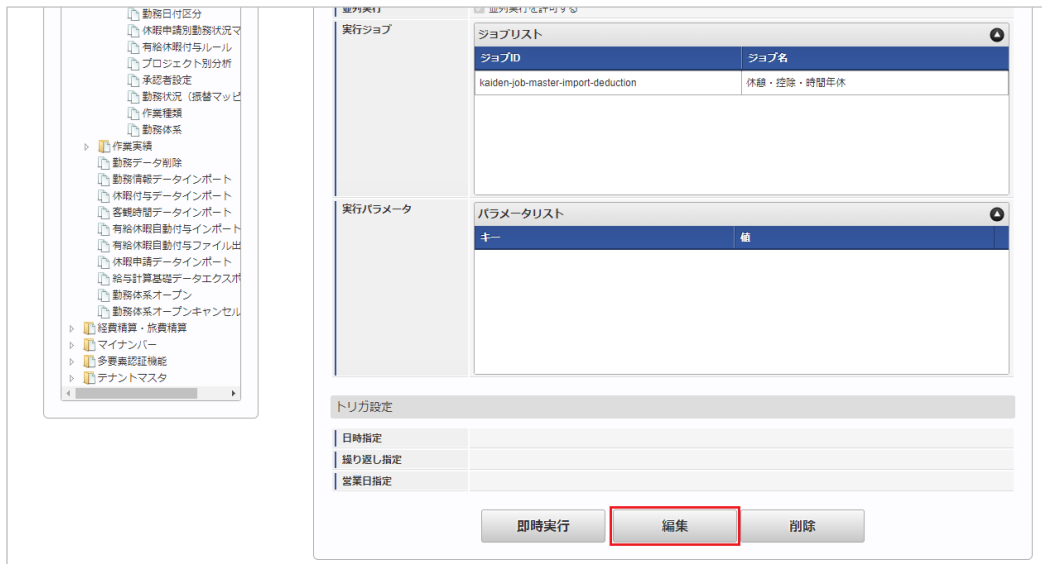 勤務日付区分
休暇申請別勤務状況マ
有給休暇付与ルール
プロジェクト別分析
承認者設定
勤務状況（振替マッピ
作業種類
勤務体系
作業実績
勤務データ削除
勤務情報データインポート
休暇付与データインポート
客観時間データインポート
有給休暇自動付与インポート
有給休暇自動付与ファイル出
休暇申請データインポート
給与計算基礎データエクスポ
勤務体系オープン
勤務体系オープンキャンセル
経費精算・旅費精算
マイナンバー
多要素認証機能
テナントマスタ
並列実行 並列実行を許可する
実行ジョブ
ジョブリスト
ジョブID ジョブ名
kaiden-job-master-import-deduction 休憩・控除・時間年休
実行パラメータ
パラメータリスト
キー 値
トリガ設定
日時指定
繰り返し指定
営業日指定
即時実行 編集 削除